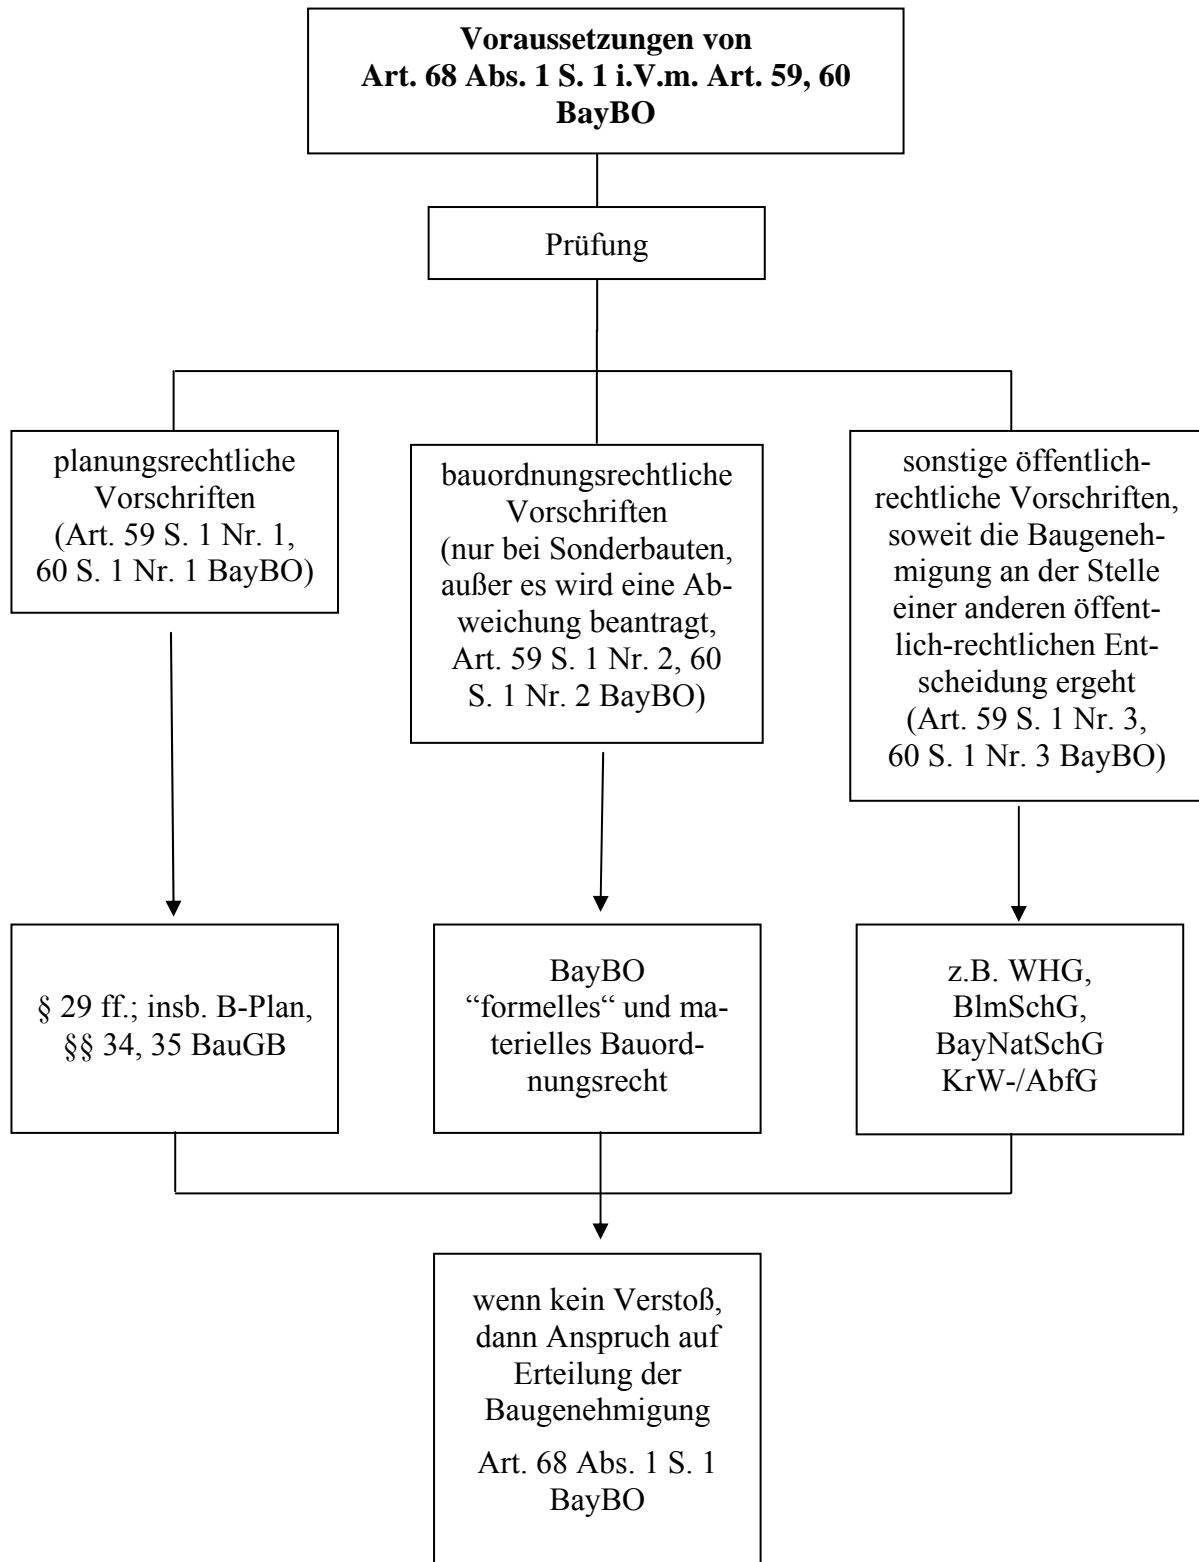 Voraussetzungen von
Art. 68 Abs. 1 S. 1 i.V.m. Art. 59, 60
BayBO
Prüfung
planungsrechtliche
Vorschriften
(Art. 59 S. 1 Nr. 1,
60 S. 1 Nr. 1 BayBO)
bauordnungsrechtliche
Vorschriften
(nur bei Sonderbauten,
außer es wird eine Ab-
weichung beantragt,
Art. 59 S. 1 Nr. 2, 60
S. 1 Nr. 2 BayBO)
sonstige öffentlich-
rechtliche Vorschriften,
soweit die Baugeneh-
migung an der Stelle
einer anderen öffent-
lich-rechtlichen Ent-
scheidung ergeht
(Art. 59 S. 1 Nr. 3,
60 S. 1 Nr. 3 BayBO)
§ 29 ff.; insb. B-Plan,
§§ 34, 35 BauGB
BayBO
“formelles“ und ma-
terielles Bauord-
nungsrecht
z.B. WHG,
BlmSchG,
BayNatSchG
KrW-/AbfG
wenn kein Verstoß,
dann Anspruch auf
Erteilung der
Baugenehmigung
Art. 68 Abs. 1 S. 1
BayBO